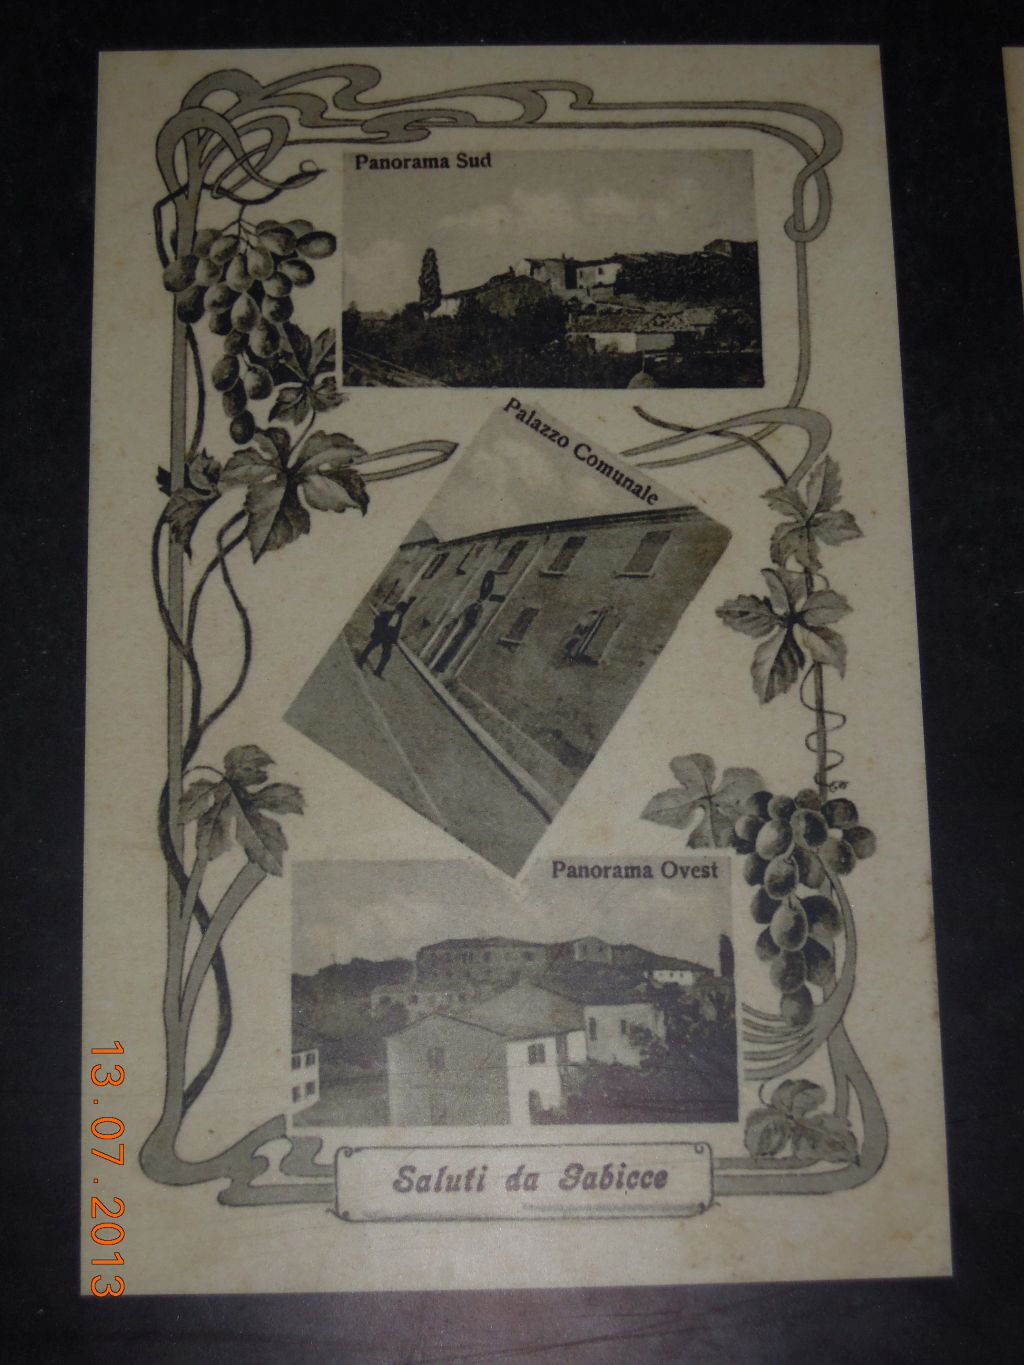 Panorama Sud
Palazzo Comunale
Panorama Ovest
Saluti da Gabicce
13.07.2013